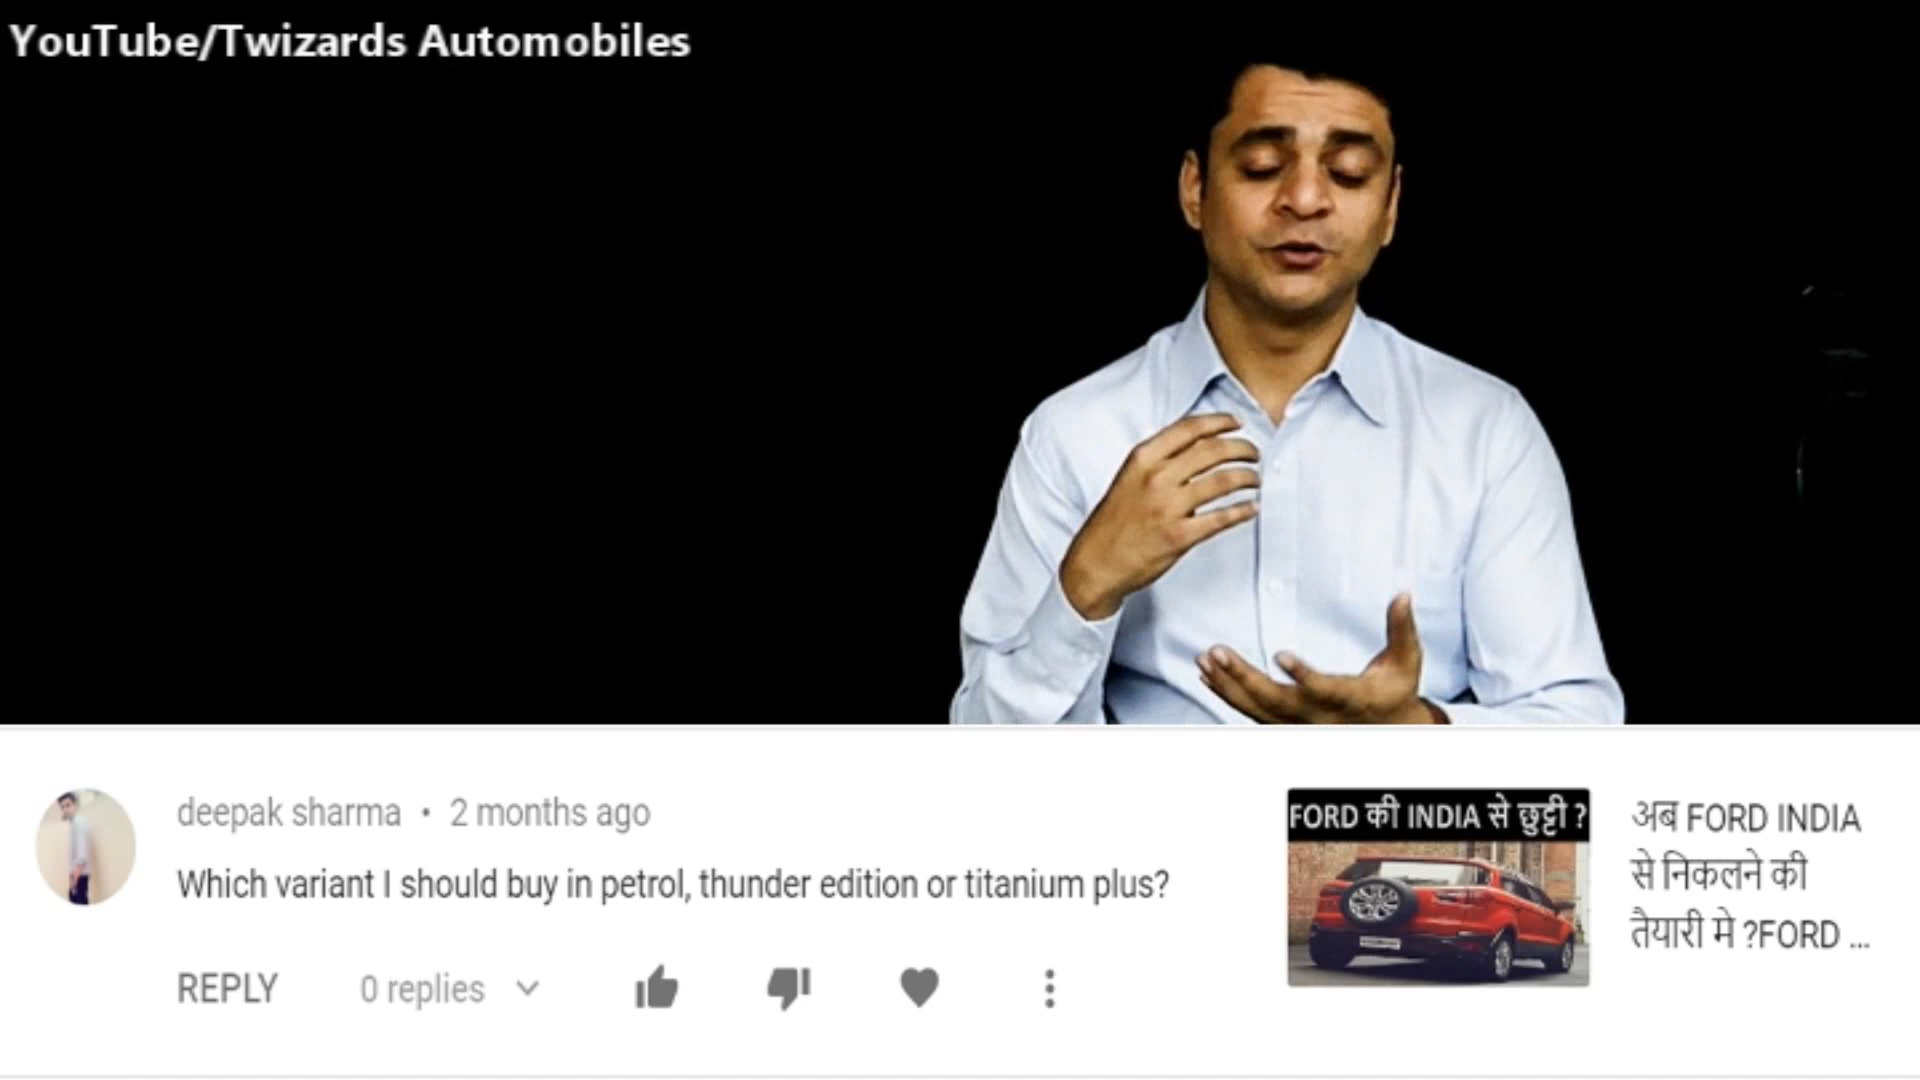 YouTube/Twizards Automobiles
deepak sharma • 2 months ago
Which variant I should buy in petrol, thunder edition or titanium plus?
REPLY 0 replies
FORD की INDIA से छुट्टी ?
अब FORD INDIA
से निकलने की
तैयारी मे ?FORD ...